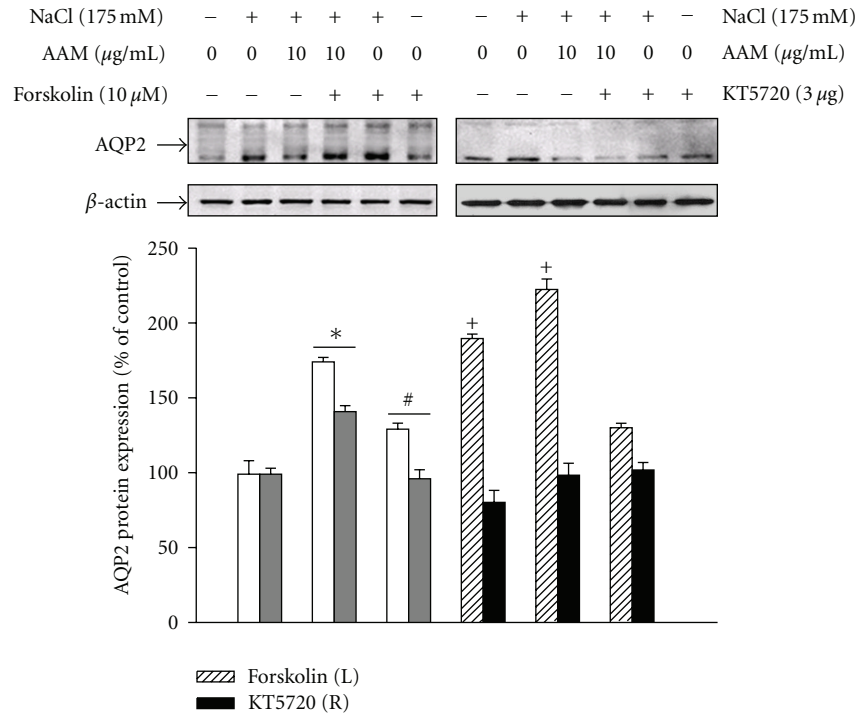 NaCl (175 mM) − + + + + − − + + + + − NaCl (175 mM)
AAM (μg/mL) 0 0 10 10 0 0 0 0 10 10 0 0 AAM (μg/mL)
Forskolin (10 μM) − − − + + + − − − + + + KT5720 (3 μg)
AQP2
β-actin
AQP2 protein expression (% of control)
250
200
150
100
50
0
+
+
*
#
Forskolin (L)
KT5720 (R)